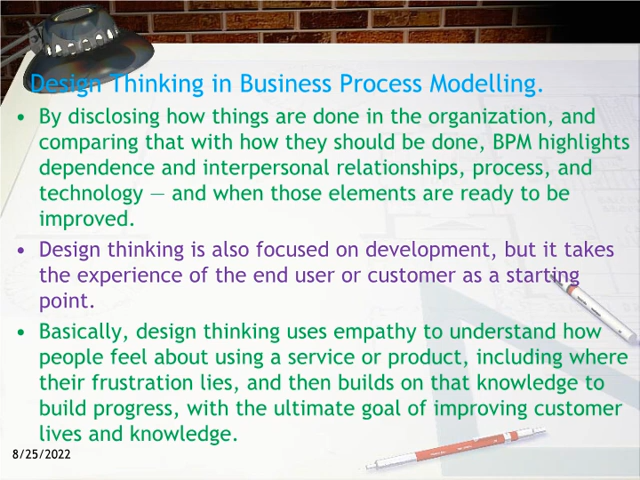 Design Thinking in Business Process Modelling.
• By disclosing how things are done in the organization, and
comparing that with how they should be done, BPM highlights
dependence and interpersonal relationships, process, and
technology — and when those elements are ready to be
improved.
• Design thinking is also focused on development, but it takes
the experience of the end user or customer as a starting
point.
• Basically, design thinking uses empathy to understand how
people feel about using a service or product, including where
their frustration lies, and then builds on that knowledge to
build progress, with the ultimate goal of improving customer
lives and knowledge.
8/25/2022